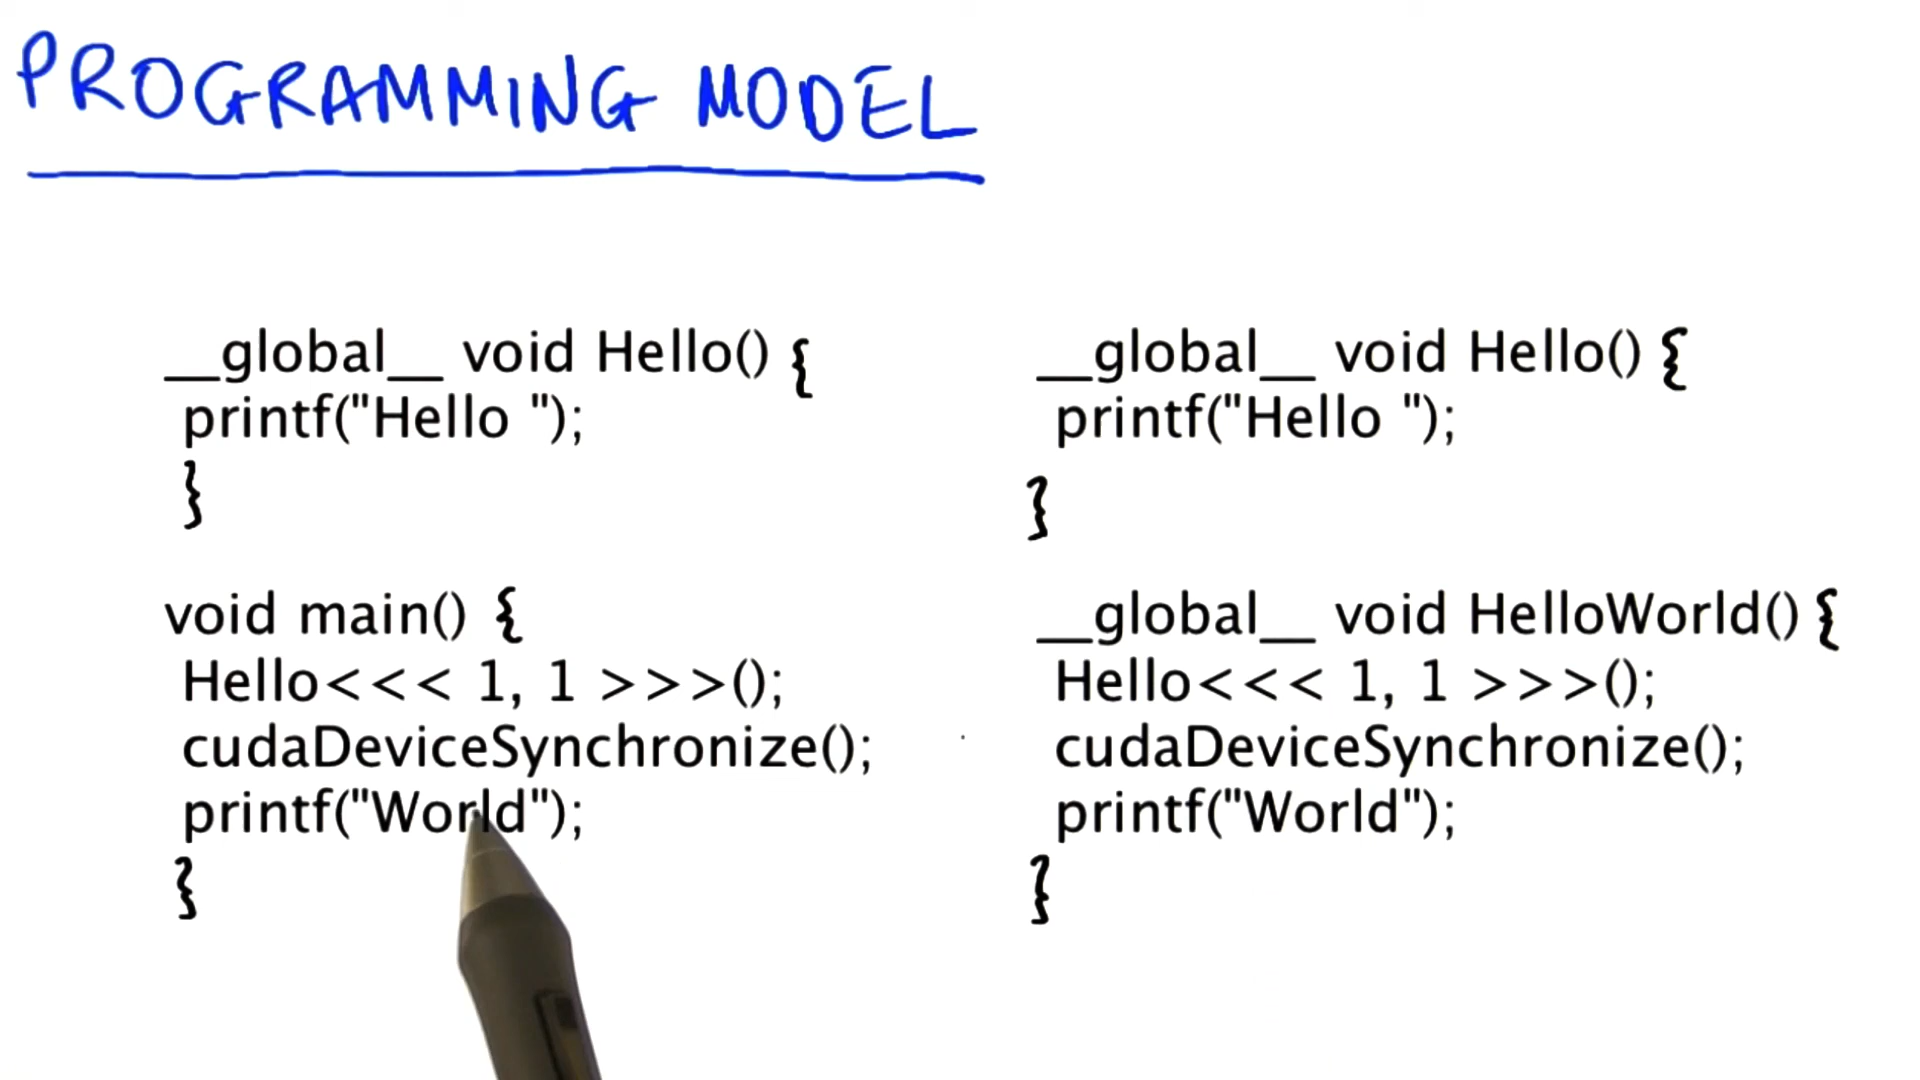 PROGRAMMING MODEL
__global__ void Hello() {
printf("Hello ");
}
void main() {
Hello<<< 1, 1 >>>();
cudaDeviceSynchronize();
printf("World");
}
__global__ void Hello() {
printf("Hello ");
}
__global__ void HelloWorld() {
Hello<<< 1, 1 >>>();
cudaDeviceSynchronize();
printf("World");
}